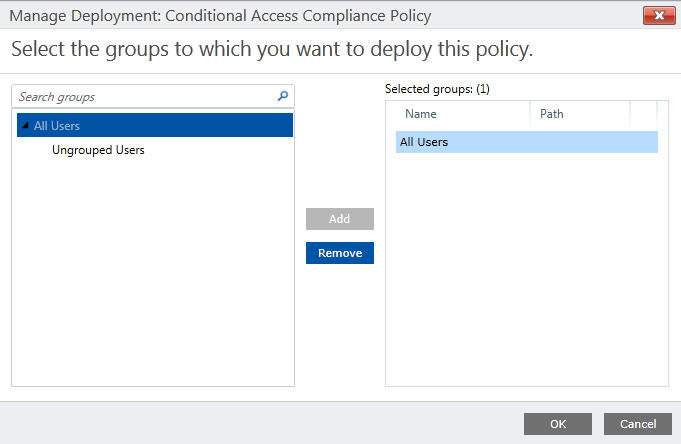 Manage Deployment: Conditional Access Compliance Policy
Select the groups to which you want to deploy this policy.
Search groups
All Users
Ungrouped Users
Add
Remove
Selected groups: (1)
Name Path
All Users
OK Cancel